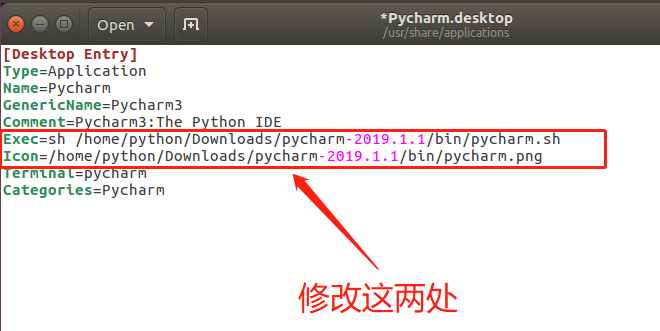 Open
*Pycharm.desktop
/usr/share/applications
[Desktop Entry]
Type=Application
Name=Pycharm
GenericName=Pycharm3
Comment=Pycharm3:The Python IDE
Exec=sh /home/python/Downloads/pycharm-2019.1.1/bin/pycharm.sh
Icon=/home/python/Downloads/pycharm-2019.1.1/bin/pycharm.png
Terminal=pycharm
Categories=Pycharm
修改这两处